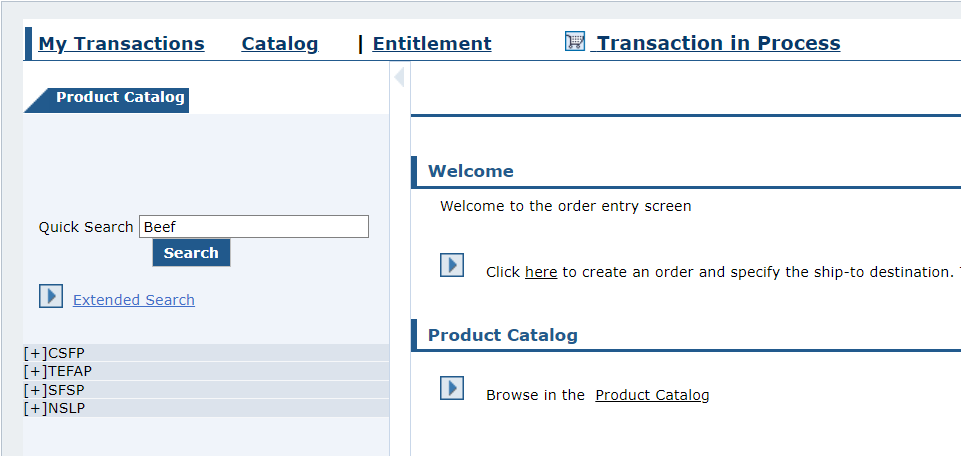 My Transactions Catalog | Entitlement Transaction in Process
Product Catalog
Quick Search Beef
Search
Extended Search
[+]CSFP
[+]TEFAP
[+]SFSP
[+]NSLP
Welcome
Welcome to the order entry screen
Click here to create an order and specify the ship-to destination.
Product Catalog
Browse in the Product Catalog